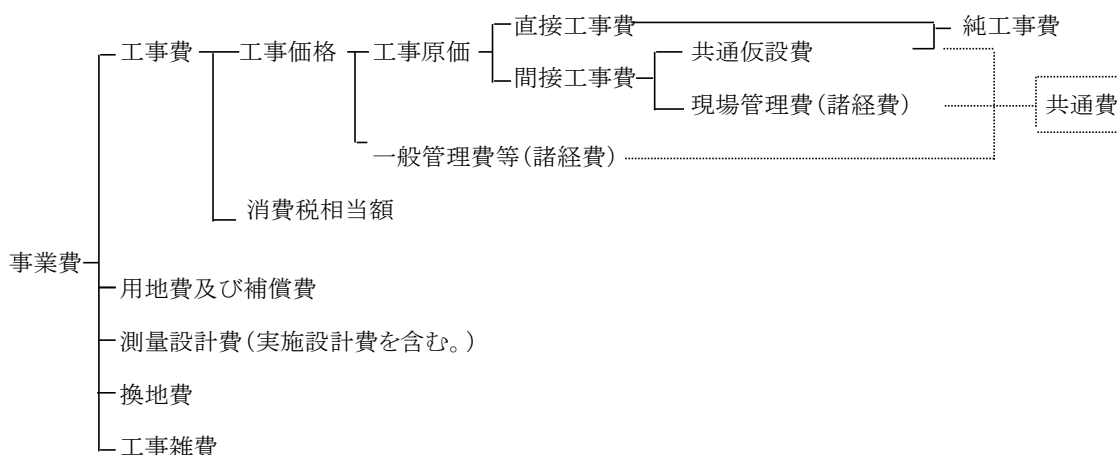 直接工事費
純工事費
工事費
工事価格
工事原価
共通仮設費
間接工事費
現場管理費(諸経費)
共通費
一般管理費等(諸経費)
消費税相当額
事業費
用地費及び補償費
測量設計費(実施設計費を含む。)
換地費
工事雑費